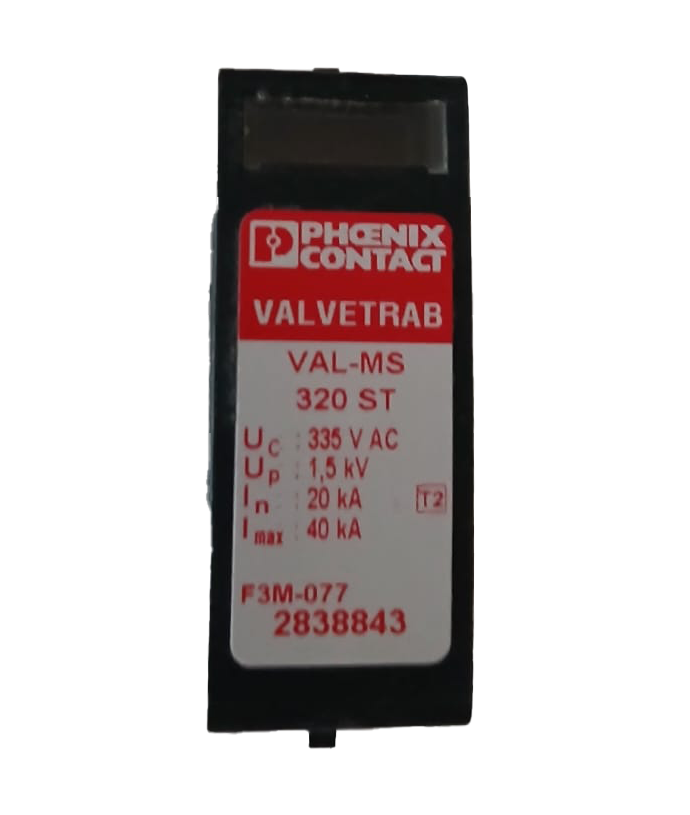 PHŒNIX
CONTACT
VALVETRAB
VAL-MS
320 ST
UC : 335 V AC
Up : 1,5 kV
In : 20 kA T2
Imax : 40 kA
F3M-077
2838843